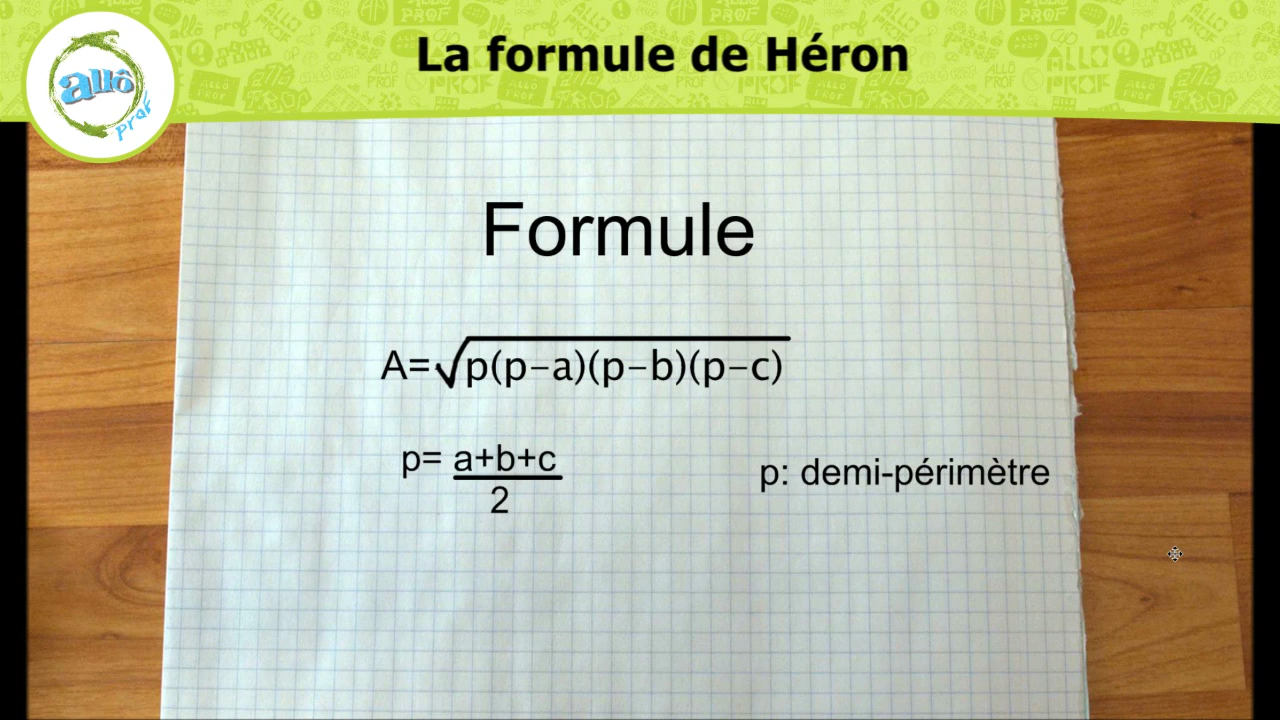 La formule de Héron
allô
prof
Formule
A=√p(p-a)(p-b)(p-c)
p= a+b+c
2
p: demi-périmètre